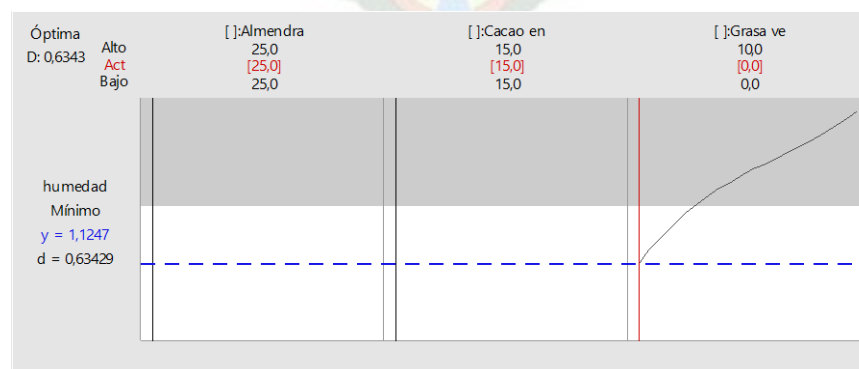 Óptima
D: 0,6343
Alto
Act
Bajo
[ ]:Almendra
25,0
[25,0]
25,0
[ ]:Cacao en
15,0
[15,0]
15,0
[ ]:Grasa ve
10,0
[0,0]
0,0
humedad
Mínimo
y = 1,1247
d = 0,63429